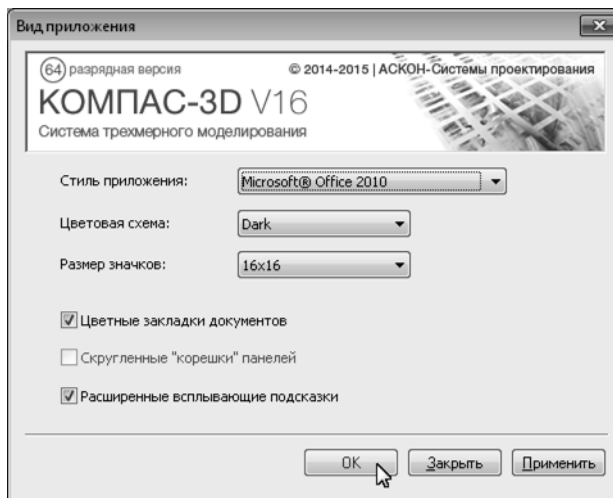 Вид приложения
64 разрядная версия © 2014-2015 | АСКОН-Системы проектирования
КОМПАС-3D V16
Система трехмерного моделирования
Стиль приложения: Microsoft® Office 2010
Цветовая схема: Dark
Размер значков: 16x16
Цветные закладки документов
Скругленные "корешки" панелей
Расширенные всплывающие подсказки
OK Закрыть Применить